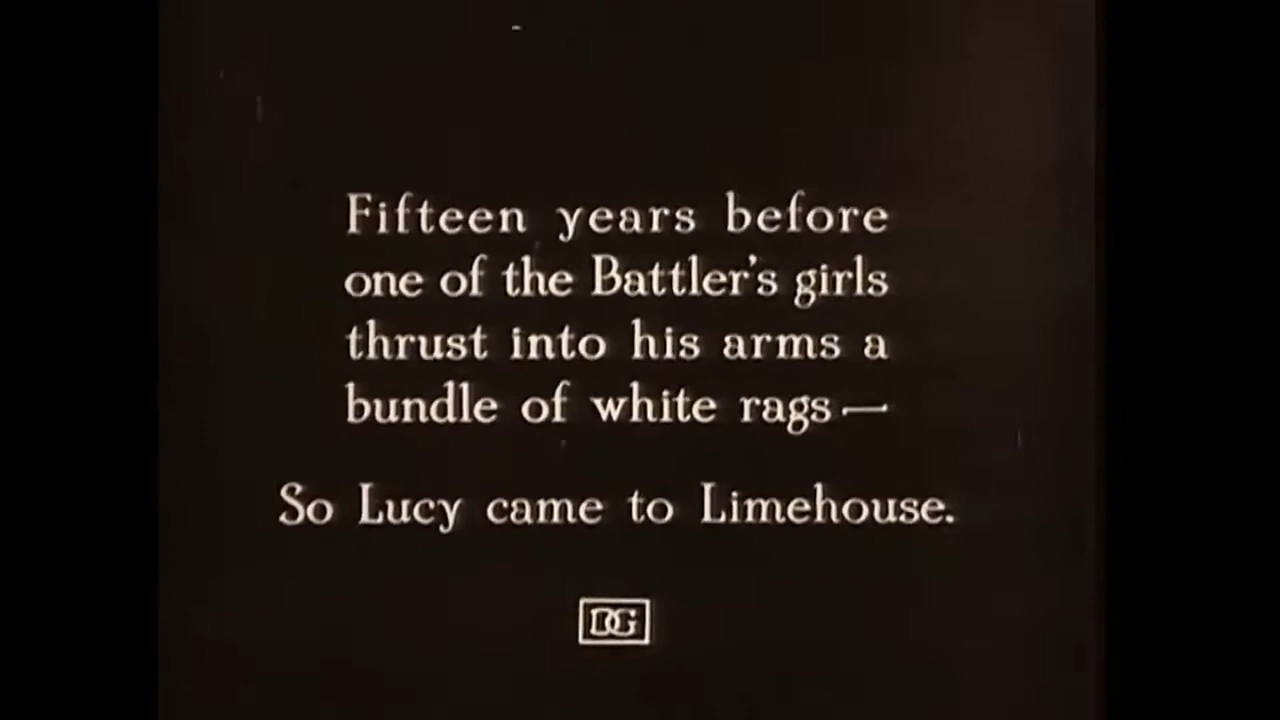 Fifteen years before
one of the Battler's girls
thrust into his arms a
bundle of white rags—
So Lucy came to Limehouse.
DG